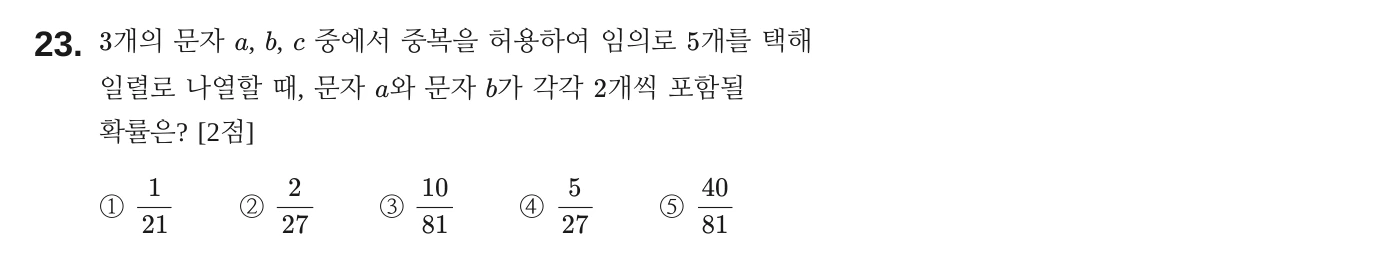 23. 3개의 문자 a, b, c 중에서 중복을 허용하여 임의로 5개를 택해
일렬로 나열할 때, 문자 a와 문자 b가 각각 2개씩 포함될
확률은? [2점]
① 1/21 ② 2/27 ③ 10/81 ④ 5/27 ⑤ 40/81